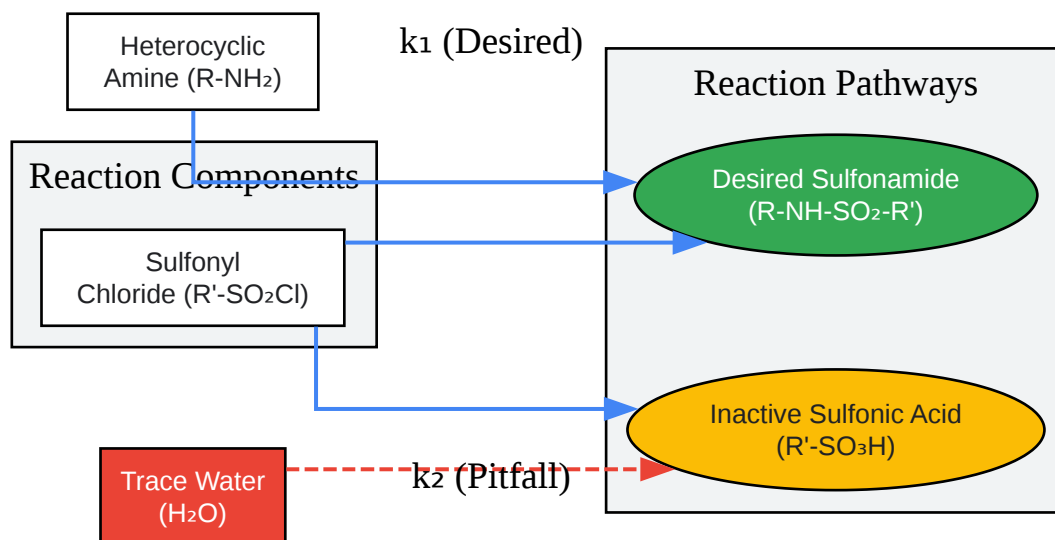 Heterocyclic
Amine (R-NH₂)
k₁ (Desired)
Reaction Pathways
Reaction Components
Desired Sulfonamide
(R-NH-SO₂-R')
Sulfonyl
Chloride (R'-SO₂Cl)
Inactive Sulfonic Acid
(R'-SO₃H)
Trace Water
(H₂O)
k₂ (Pitfall)